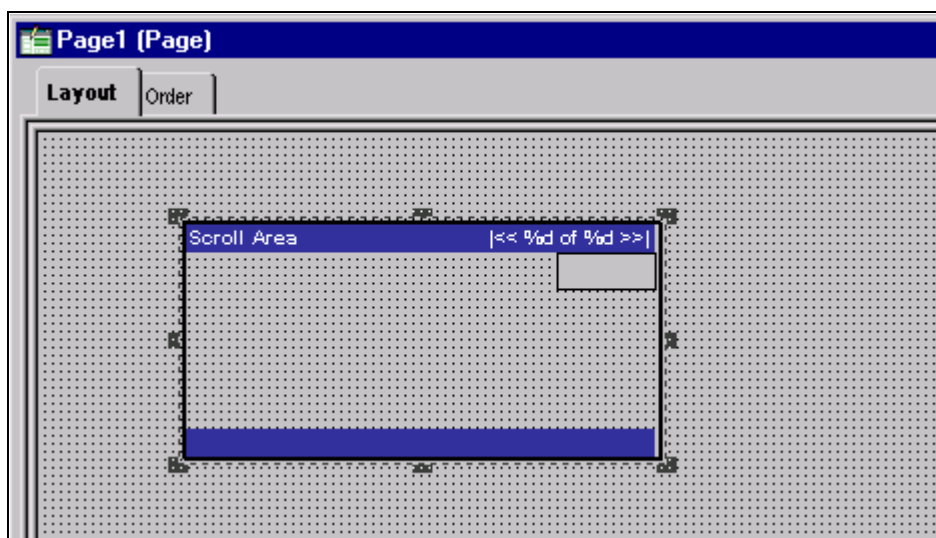 Page1 (Page)
Layout Order
Scroll Area |<< %d of %d >>|